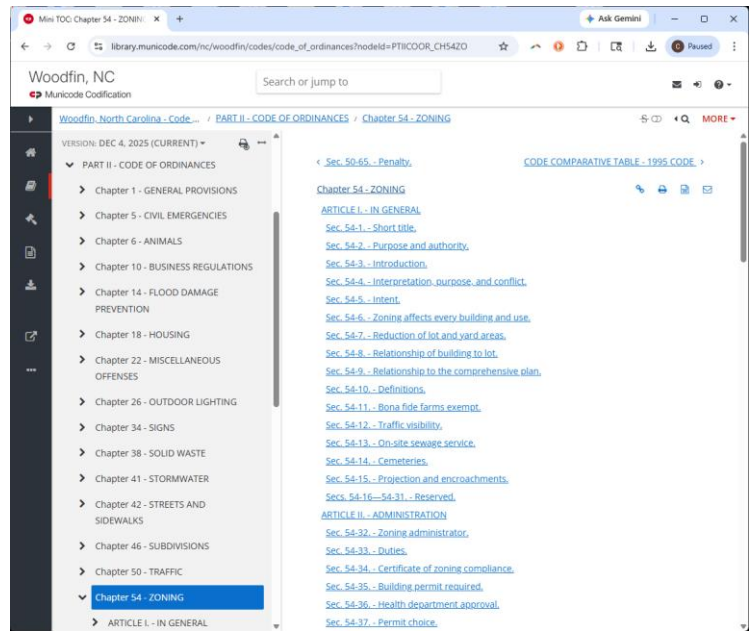 Mini TOC: Chapter 54 - ZONING
Ask Gemini
library.municode.com/nc/woodfin/codes/code_of_ordinances?nodeId=PTIICOOR_CH54ZO
Paused
Woodfin, NC
Municode Codification
Search or jump to
Woodfin, North Carolina - Code ... / PART II - CODE OF ORDINANCES / Chapter 54 - ZONING
MORE
VERSION: DEC 4, 2025 (CURRENT)
PART II - CODE OF ORDINANCES
Chapter 1 - GENERAL PROVISIONS
Chapter 5 - CIVIL EMERGENCIES
Chapter 6 - ANIMALS
Chapter 10 - BUSINESS REGULATIONS
Chapter 14 - FLOOD DAMAGE
PREVENTION
Chapter 18 - HOUSING
Chapter 22 - MISCELLANEOUS
OFFENSES
Chapter 26 - OUTDOOR LIGHTING
Chapter 34 - SIGNS
Chapter 38 - SOLID WASTE
Chapter 41 - STORMWATER
Chapter 42 - STREETS AND
SIDEWALKS
Chapter 46 - SUBDIVISIONS
Chapter 50 - TRAFFIC
Chapter 54 - ZONING
ARTICLE I. - IN GENERAL
‹ Sec. 50-65. - Penalty.
CODE COMPARATIVE TABLE - 1995 CODE ›
Chapter 54 - ZONING
ARTICLE I. - IN GENERAL
Sec. 54-1. - Short title.
Sec. 54-2. - Purpose and authority.
Sec. 54-3. - Introduction.
Sec. 54-4. - Interpretation, purpose, and conflict.
Sec. 54-5. - Intent.
Sec. 54-6. - Zoning affects every building and use.
Sec. 54-7. - Reduction of lot and yard areas.
Sec. 54-8. - Relationship of building to lot.
Sec. 54-9. - Relationship to the comprehensive plan.
Sec. 54-10. - Definitions.
Sec. 54-11. - Bona fide farms exempt.
Sec. 54-12. - Traffic visibility.
Sec. 54-13. - On-site sewage service.
Sec. 54-14. - Cemeteries.
Sec. 54-15. - Projection and encroachments.
Secs. 54-16—54-31. - Reserved.
ARTICLE II. - ADMINISTRATION
Sec. 54-32. - Zoning administrator.
Sec. 54-33. - Duties.
Sec. 54-34. - Certificate of zoning compliance.
Sec. 54-35. - Building permit required.
Sec. 54-36. - Health department approval.
Sec. 54-37. - Permit choice.